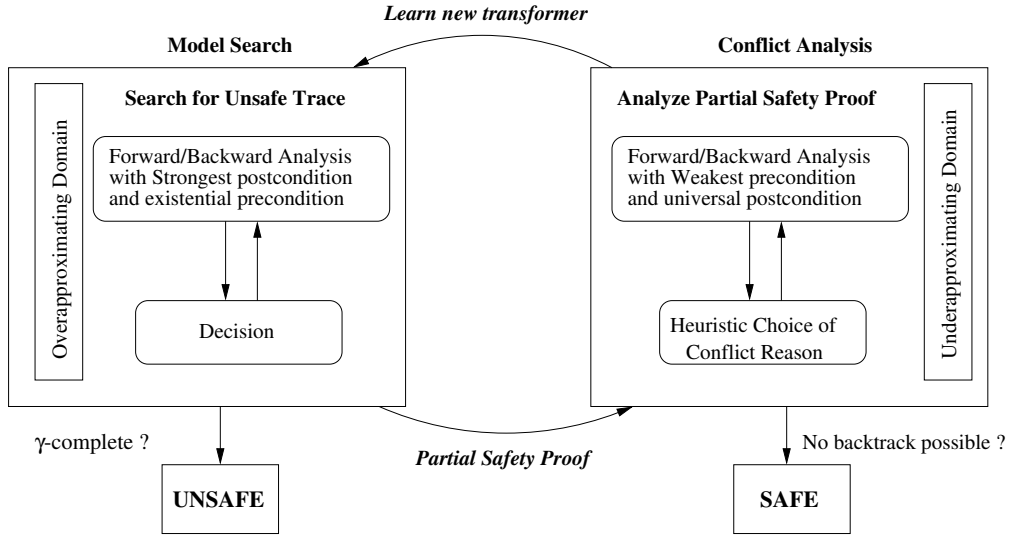 Learn new transformer
Model Search
Conflict Analysis
Search for Unsafe Trace
Overapproximating Domain
Forward/Backward Analysis
with Strongest postcondition
and existential precondition
Decision
Analyze Partial Safety Proof
Forward/Backward Analysis
with Weakest precondition
and universal postcondition
Heuristic Choice of
Conflict Reason
Underapproximating Domain
γ-complete ?
Partial Safety Proof
No backtrack possible ?
UNSAFE
SAFE